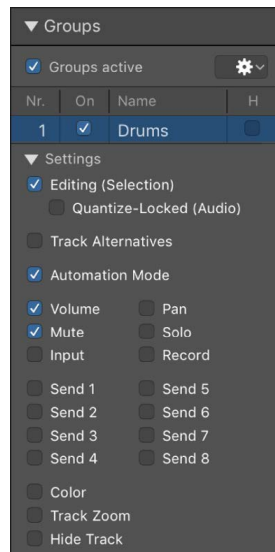 Groups
Groups active
Nr. On Name H
1 Drums
Settings
Editing (Selection)
Quantize-Locked (Audio)
Track Alternatives
Automation Mode
Volume Pan
Mute Solo
Input Record
Send 1 Send 5
Send 2 Send 6
Send 3 Send 7
Send 4 Send 8
Color
Track Zoom
Hide Track